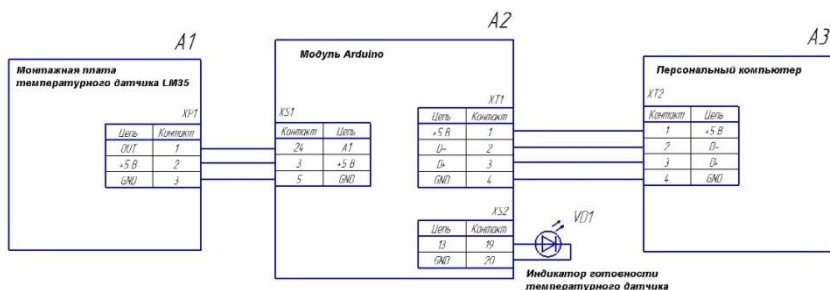 A1
A2
A3
Монтажная плата
температурного датчика LM35
Модуль Arduino
Персональный компьютер
XP1
Цепь Контакт
OUT 1
+5 В 2
GND 3
XS1
Контакт Цепь
24 A1
3 +5 В
5 GND
XT1
Цепь Контакт
+5 В 1
D- 2
D+ 3
GND 4
XT2
Контакт Цепь
1 +5 В
2 D-
3 D+
4 GND
XS2
Цепь Контакт
13 19
GND 20
VD1
Индикатор готовности
температурного датчика